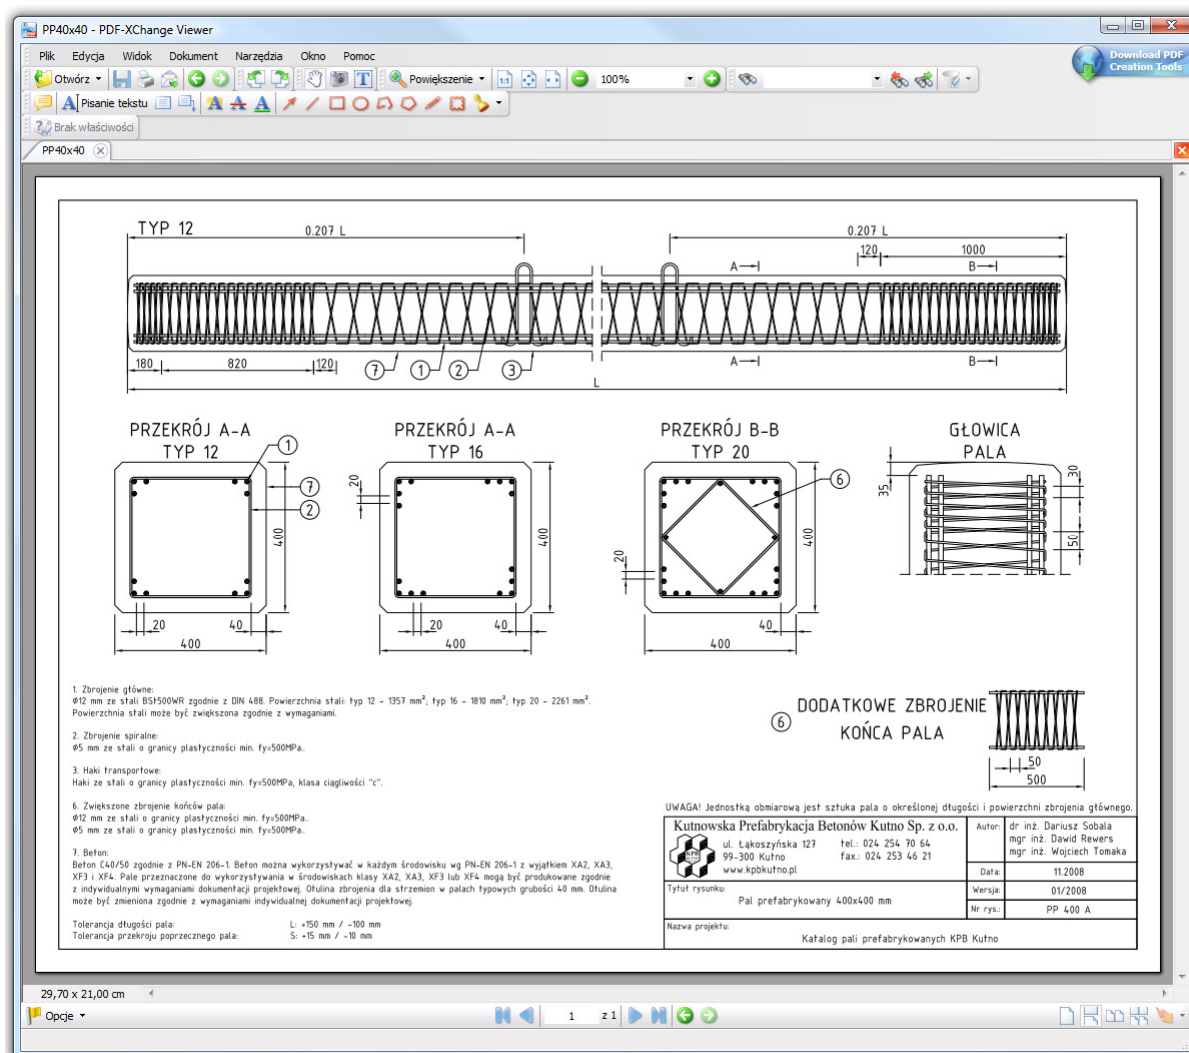 PP40x40 - PDF-XChange Viewer
Plik Edycja Widok Dokument Narzędzia Okno Pomoc
Download PDF
Creation Tools
Otwórz
Powiększenie
100%
Pisanie tekstu
Brak właściwości
PP40x40
TYP 12
0.207 L
0.207 L
120
1000
A
B
180
820
120
7
1
2
3
A
B
L
PRZEKRÓJ A-A
TYP 12
1
7
2
400
20
40
400
PRZEKRÓJ A-A
TYP 16
20
400
20
40
400
PRZEKRÓJ B-B
TYP 20
6
20
400
40
400
GŁOWICA
PALA
35
30
50
1. Zbrojenie główne:
φ12 mm ze stali BSt500WR zgodnie z DIN 488. Powierzchnia stali: typ 12 - 1357 mm²; typ 16 - 1810 mm²; typ 20 - 2261 mm².
Powierzchnia stali może być zwiększona zgodnie z wymaganiami.
2. Zbrojenie spiralne:
φ5 mm ze stali o granicy plastyczności min. fy=500MPa..
3. Haki transportowe:
Haki ze stali o granicy plastyczności min. fy=500MPa, klasa ciągliwości "c".
6. Zwiększone zbrojenie końców pala:
φ12 mm ze stali o granicy plastyczności min. fy=500MPa..
φ5 mm ze stali o granicy plastyczności min. fy=500MPa..
7. Beton:
Beton C40/50 zgodnie z PN-EN 206-1. Beton można wykorzystywać w każdym środowisku wg PN-EN 206-1 z wyjątkiem XA2, XA3,
XF3 i XF4. Pale przeznaczone do wykorzystywania w środowiskach klasy XA2, XA3, XF3 lub XF4 mogą być produkowane zgodnie
z indywidualnymi wymaganiami dokumentacji projektowej. Otulina zbrojenia dla strzemion w palach typowych grubości 40 mm. Otulina
może być zmieniona zgodnie z wymaganiami indywidualnej dokumentacji projektowej.
Tolerancja długości pala: L: +150 mm / -100 mm
Tolerancja przekroju poprzecznego pala: S: +15 mm / -10 mm
6
DODATKOWE ZBROJENIE
KOŃCA PALA
50
500
UWAGA! Jednostką obmiarową jest sztuka pala o określonej długości i powierzchni zbrojenia głównego.
Kutnowska Prefabrykacja Betonów Kutno Sp. z o.o.
ul. Łąkoszyńska 127 tel.: 024 254 70 64
99-300 Kutno fax.: 024 253 46 21
www.kpbkutno.pl
Autor: dr inż. Dariusz Sobala
mgr inż. Dawid Rewers
mgr inż. Wojciech Tomaka
Data: 11.2008
Tytuł rysunku:
Pal prefabrykowany 400x400 mm
Wersja: 01/2008
Nr rys.: PP 400 A
Nazwa projektu:
Katalog pali prefabrykowanych KPB Kutno
29,70 x 21,00 cm
Opcje
1 z 1